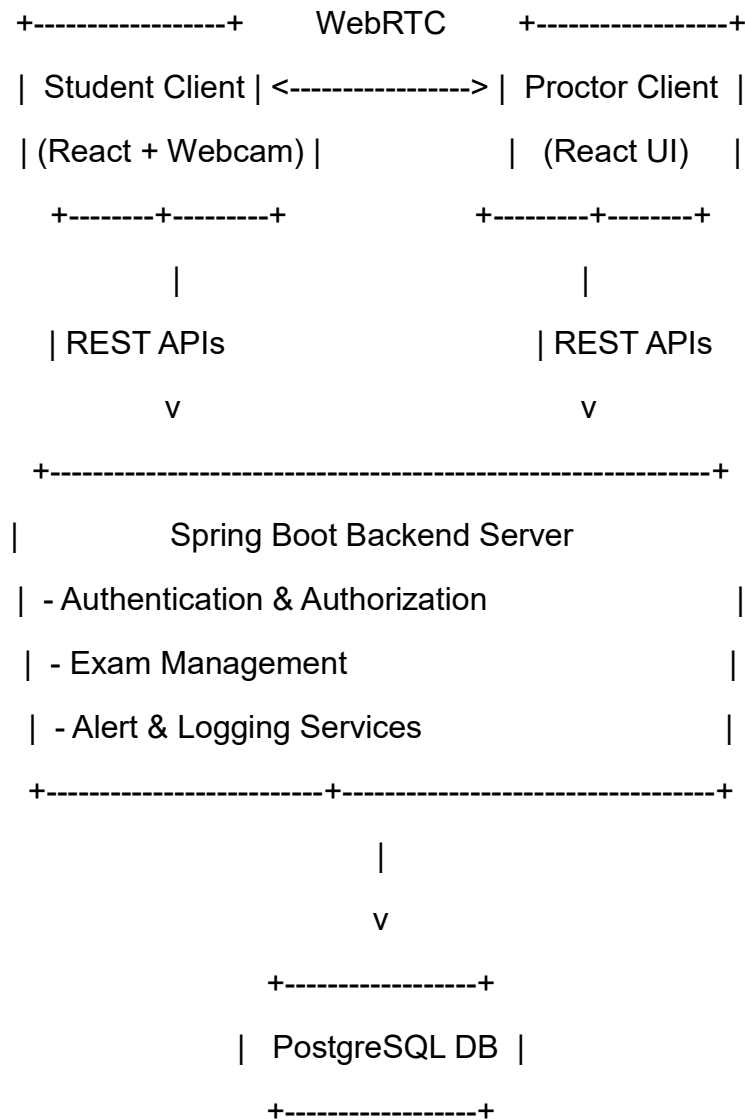 +-----------------+ WebRTC +------------------+
| Student Client | <-----------------> | Proctor Client |
| (React + Webcam) | | (React UI) |
+--------+---------+ +---------+--------+
| |
| REST APIs | REST APIs
v v
+--------------------------------------------------------------+
| Spring Boot Backend Server
| - Authentication & Authorization |
| - Exam Management |
| - Alert & Logging Services |
+--------------------------+-----------------------------------+
|
v
+------------------+
| PostgreSQL DB |
+------------------+